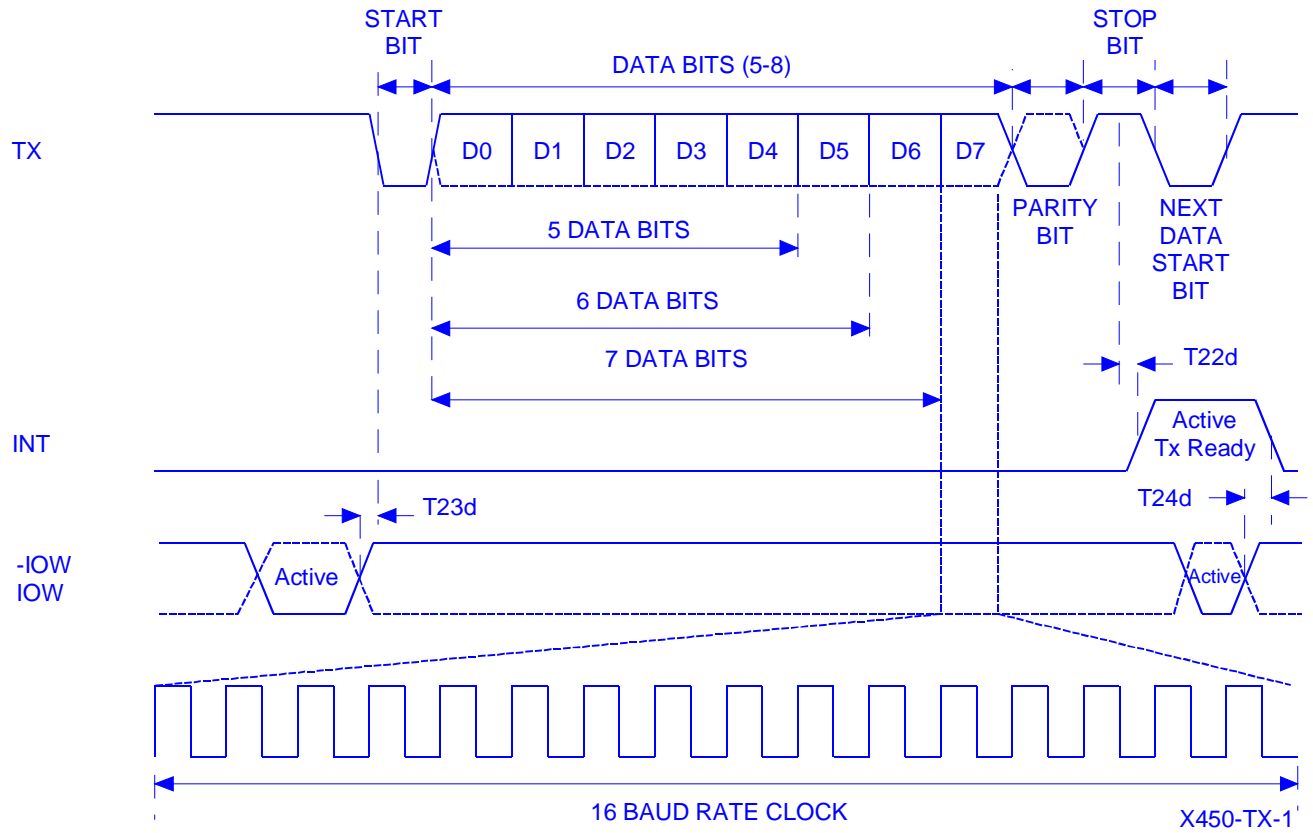 START
BIT
STOP
BIT
DATA BITS (5-8)
TX
D0
D1
D2
D3
D4
D5
D6
D7
PARITY
BIT
NEXT
DATA
START
BIT
5 DATA BITS
6 DATA BITS
7 DATA BITS
T22d
INT
Active
Tx Ready
T23d
T24d
-IOW
IOW
Active
Active
16 BAUD RATE CLOCK
X450-TX-1